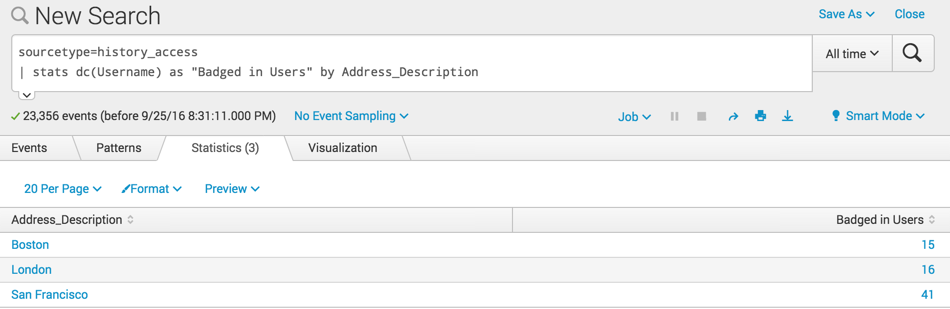 New Search
Save As Close
sourcetype=history_access
| stats dc(Username) as "Badged in Users" by Address_Description
All time
23,356 events (before 9/25/16 8:31:11.000 PM) No Event Sampling Job Smart Mode
Events Patterns Statistics (3) Visualization
20 Per Page Format Preview
Address_Description Badged in Users
Boston 15
London 16
San Francisco 41